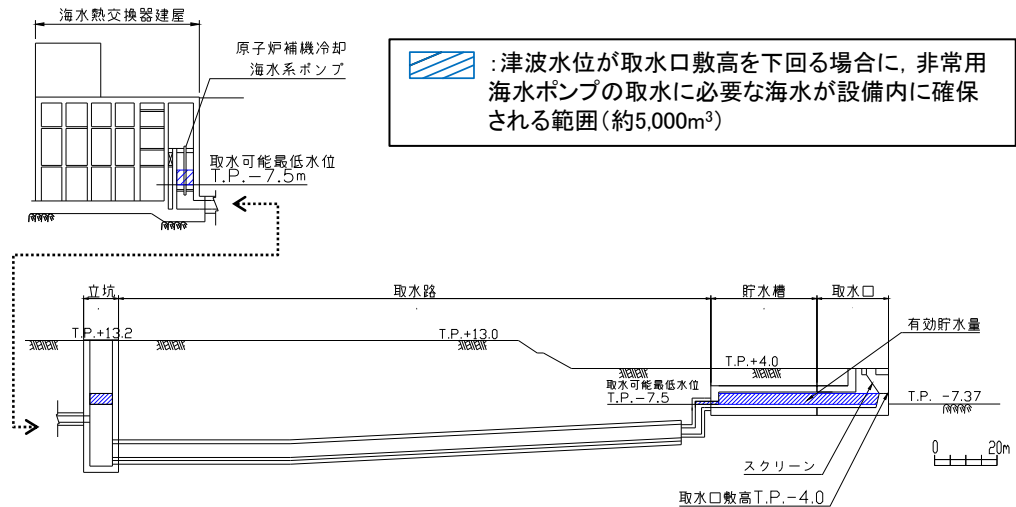 海水熱交換器建屋
原子炉補機冷却
海水系ポンプ
:津波水位が取水口敷高を下回る場合に, 非常用
海水ポンプの取水に必要な海水が設備内に確保
される範囲(約5,000m³)
取水可能最低水位
T.P.-7.5m
立坑
取水路
貯水槽
取水口
有効貯水量
T.P.+13.2
T.P.+13.0
T.P.+4.0
取水可能最低水位
T.P.-7.5
T.P. -7.37
スクリーン
0 20m
取水口敷高T.P.-4.0